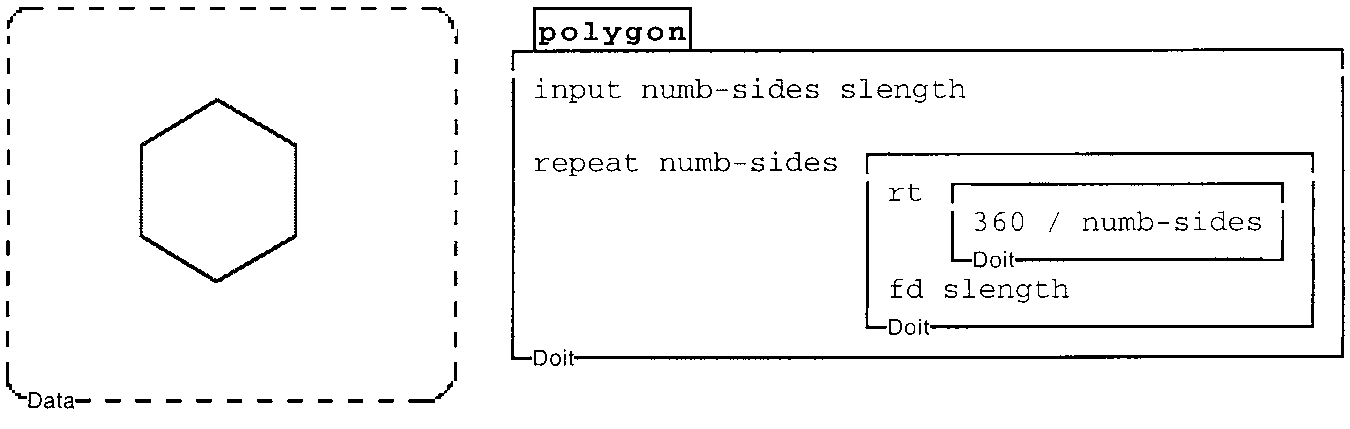 polygon
input numb-sides slength
repeat numb-sides
rt
360 / numb-sides
Doit
fd slength
Doit
Doit
Data